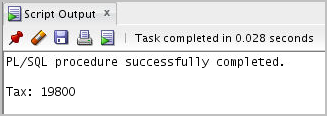 Script Output x
Task completed in 0.028 seconds
PL/SQL procedure successfully completed.
Tax: 19800